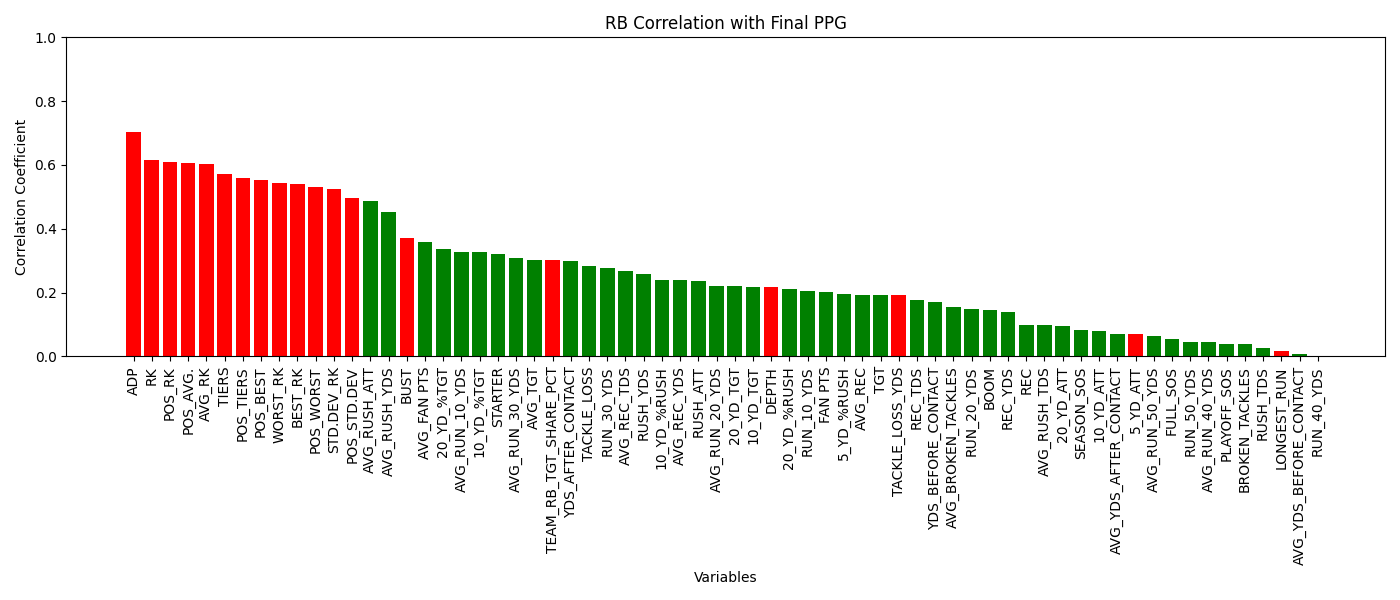 RB Correlation with Final PPG
1.0
0.8
0.6
0.4
0.2
0.0
Correlation Coefficient
ADP
RK
POS_RK
POS_AVG.
AVG_RK
TIERS
POS_TIERS
POS_BEST
WORST_RK
BEST_RK
POS_WORST
STD.DEV_RK
POS_STD.DEV
AVG_RUSH_ATT
AVG_RUSH_YDS
BUST
AVG_FAN PTS
20_YD_%TGT
AVG_RUN_10_YDS
10_YD_%TGT
STARTER
AVG_RUN_30_YDS
AVG_TGT
TEAM_RB_TGT_SHARE_PCT
YDS_AFTER_CONTACT
TACKLE_LOSS
RUN_30_YDS
AVG_REC_TDS
RUSH_YDS
10_YD_%RUSH
AVG_REC_YDS
RUSH_ATT
AVG_RUN_20_YDS
20_YD_TGT
10_YD_TGT
DEPTH
20_YD_%RUSH
RUN_10_YDS
FAN PTS
5_YD_%RUSH
AVG_REC
TGT
TACKLE_LOSS_YDS
REC_TDS
YDS_BEFORE_CONTACT
AVG_BROKEN_TACKLES
RUN_20_YDS
BOOM
REC_YDS
REC
AVG_RUSH_TDS
20_YD_ATT
SEASON_SOS
10_YD_ATT
AVG_YDS_AFTER_CONTACT
5_YD_ATT
AVG_RUN_50_YDS
FULL_SOS
RUN_50_YDS
AVG_RUN_40_YDS
PLAYOFF_SOS
BROKEN_TACKLES
RUSH_TDS
LONGEST_RUN
AVG_YDS_BEFORE_CONTACT
RUN_40_YDS
Variables